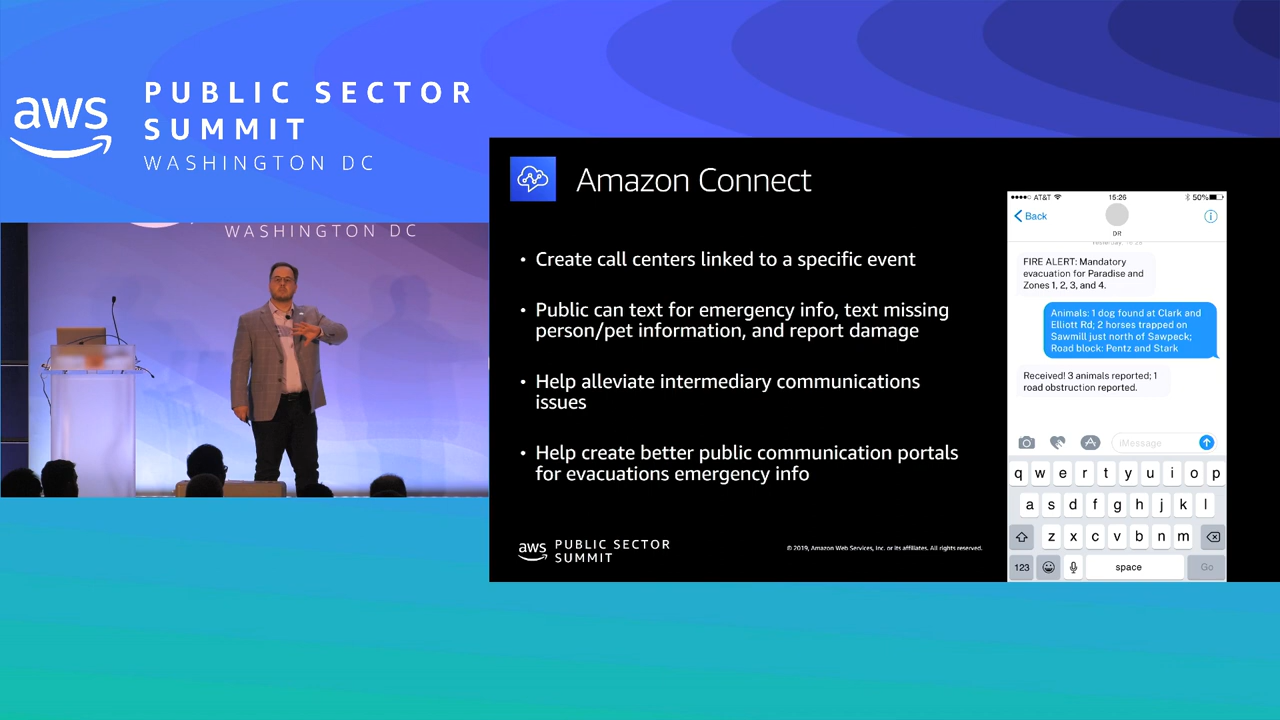 aws
PUBLIC SECTOR
SUMMIT
WASHINGTON DC
WASHINGTON DC
Amazon Connect
• Create call centers linked to a specific event
• Public can text for emergency info, text missing
person/pet information, and report damage
• Help alleviate intermediary communications
issues
• Help create better public communication portals
for evacuations emergency info
aws PUBLIC SECTOR
SUMMIT
© 2019, Amazon Web Services, Inc. or its affiliates. All rights reserved.
AT&T 15:26 50%
Back
DR
FIRE ALERT: Mandatory
evacuation for Paradise and
Zones 1, 2, 3, and 4.
Animals: 1 dog found at Clark and
Elliott Rd; 2 horses trapped on
Sawmill just north of Sawpeck;
Road block: Pentz and Stark
Received! 3 animals reported; 1
road obstruction reported.
iMessage
q w e r t y u i o p
a s d f g h j k l
z x c v b n m
123 space Go